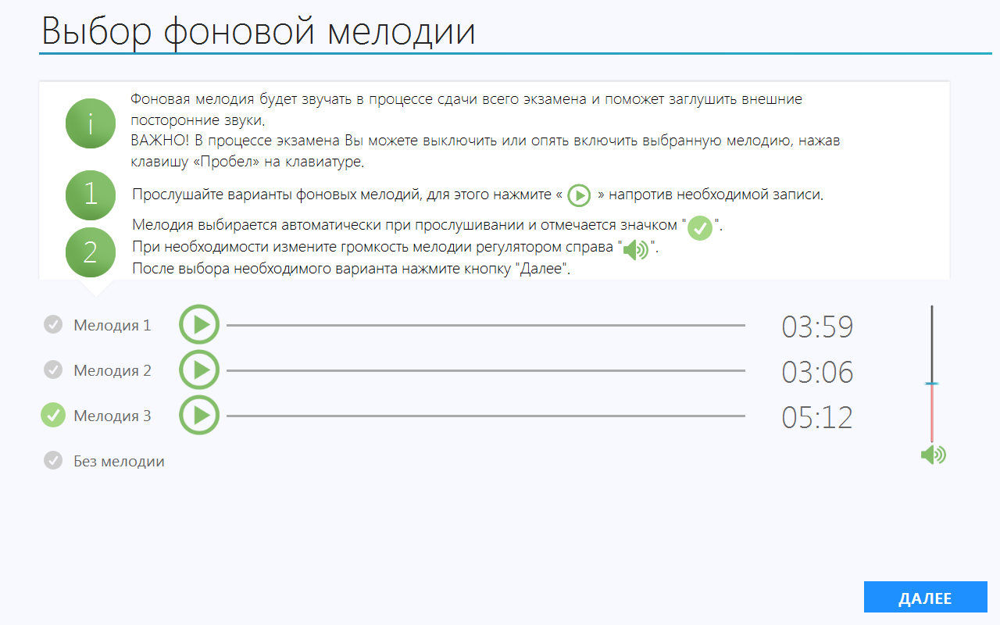 Выбор фоновой мелодии
i
Фоновая мелодия будет звучать в процессе сдачи всего экзамена и поможет заглушить внешние
посторонние звуки.
ВАЖНО! В процессе экзамена Вы можете выключить или опять включить выбранную мелодию, нажав
клавишу «Пробел» на клавиатуре.
1
Прослушайте варианты фоновых мелодий, для этого нажмите « » напротив необходимой записи.
2
Мелодия выбирается автоматически при прослушивании и отмечается значком " ".
При необходимости измените громкость мелодии регулятором справа " ".
После выбора необходимого варианта нажмите кнопку "Далее".
Мелодия 1 03:59
Мелодия 2 03:06
Мелодия 3 05:12
Без мелодии
ДАЛЕЕ